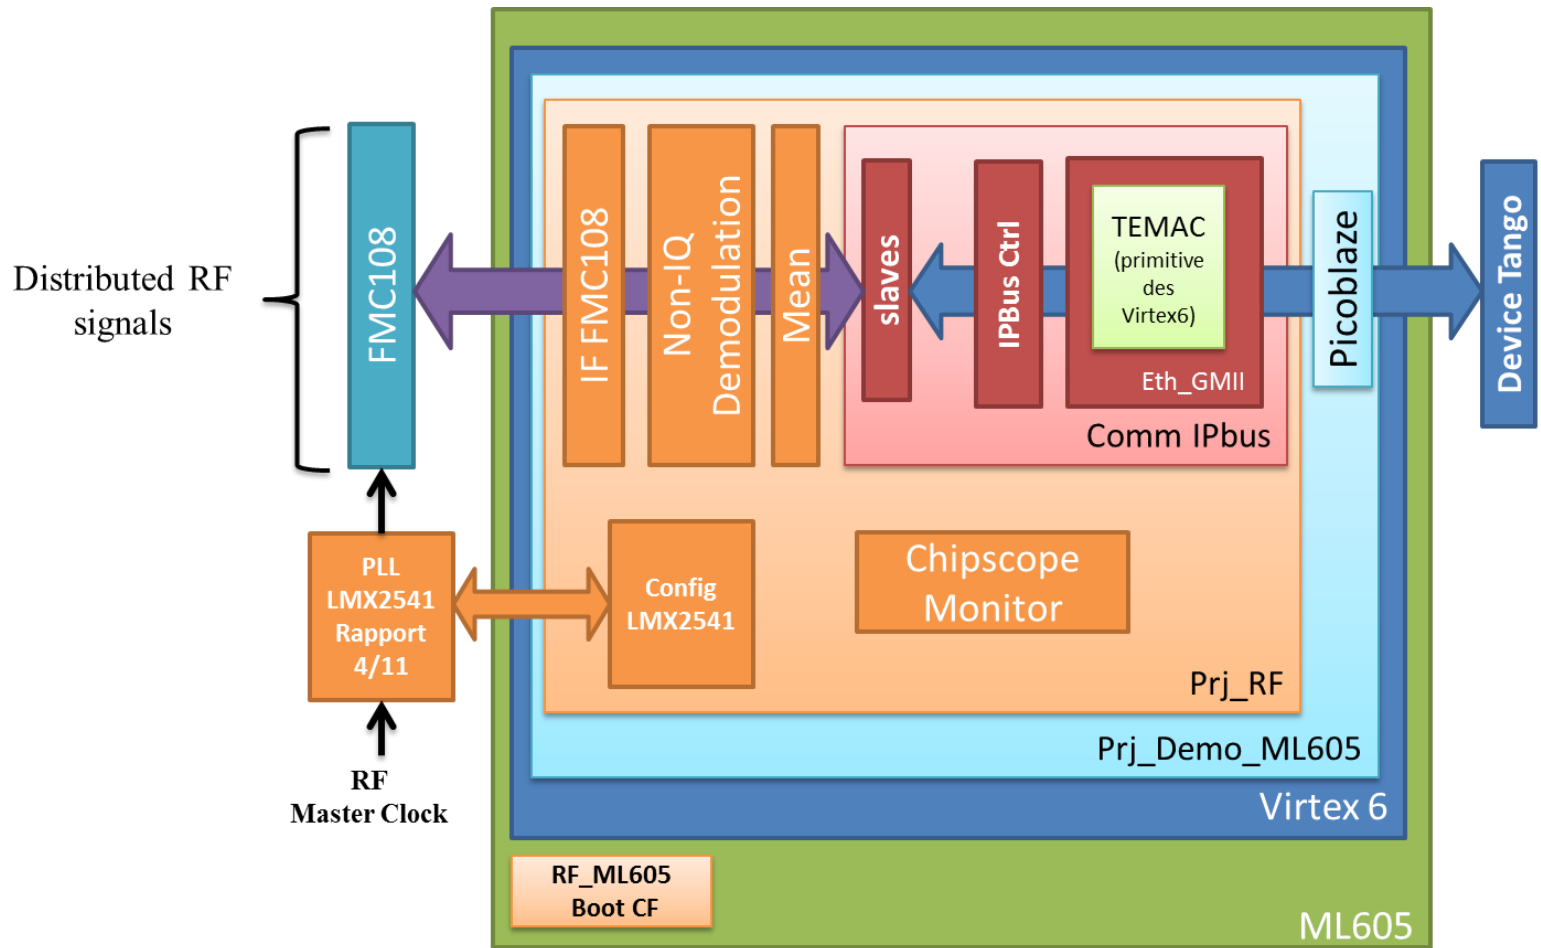 Distributed RF
signals
FMC108
IF FMC108
Non-IQ
Demodulation
Mean
slaves
IPBus Ctrl
TEMAC
(primitive
des
Virtex6)
Eth_GMII
Comm IPbus
Picoblaze
Device Tango
PLL
LMX2541
Rapport
4/11
Config
LMX2541
Chipscope
Monitor
Prj_RF
Prj_Demo_ML605
RF
Master Clock
Virtex 6
RF_ML605
Boot CF
ML605